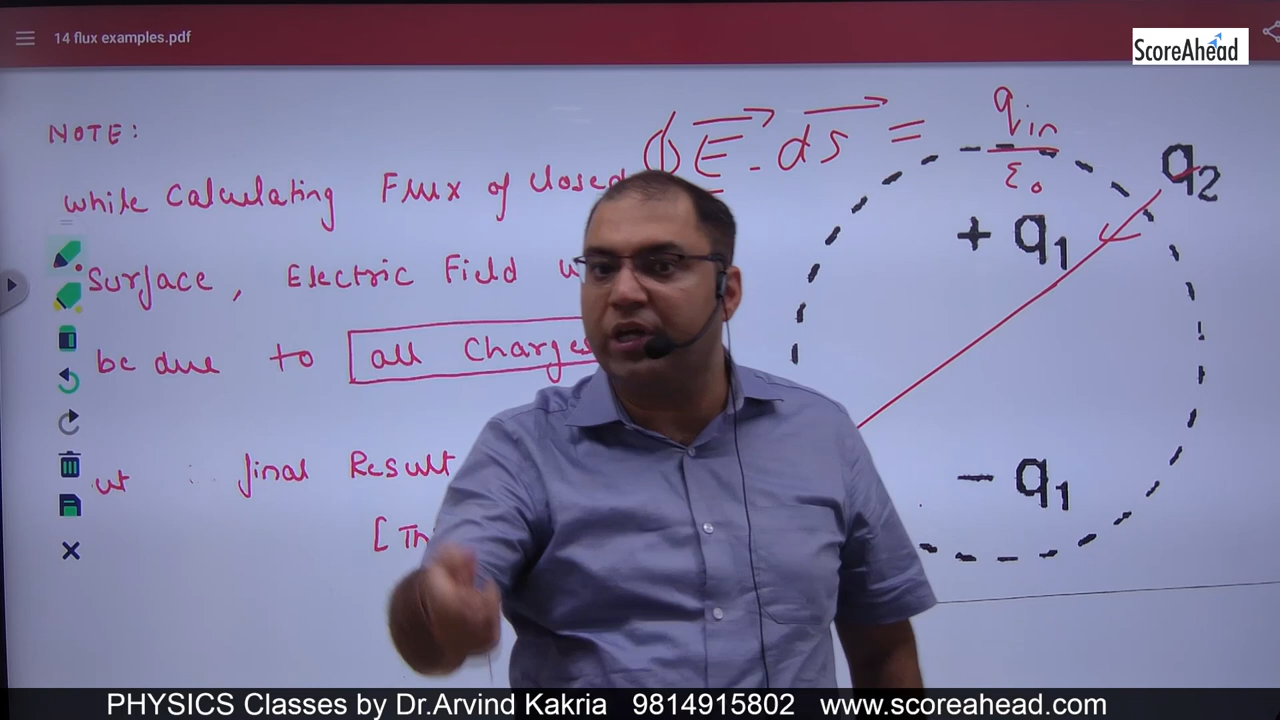 14 flux examples.pdf
ScoreAhead
NOTE:
∮ E⃗ . ds⃗ = qin / ε0
while Calculating Flux of Closed
q2
+ q1
Surface, Electric Field
be due to all Charges
final Result
- q1
PHYSICS Classes by Dr.Arvind Kakria 9814915802 www.scoreahead.com